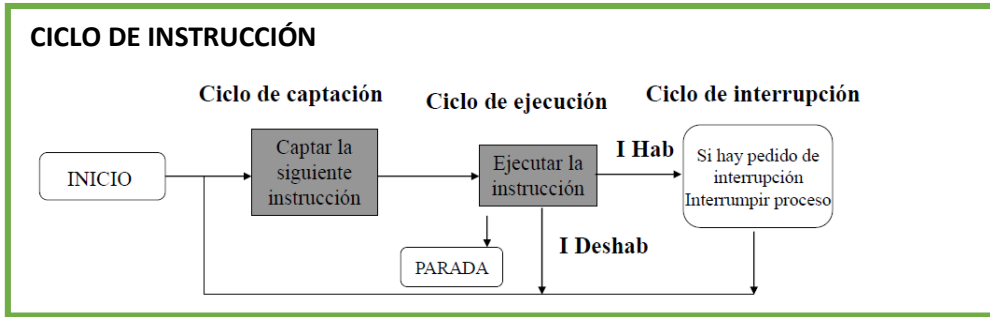 CICLO DE INSTRUCCIÓN
Ciclo de captación
Ciclo de ejecución
Ciclo de interrupción
INICIO
Captar la
siguiente
instrucción
Ejecutar la
instrucción
I Hab
Si hay pedido de
interrupción
Interrumpir proceso
PARADA
I Deshab